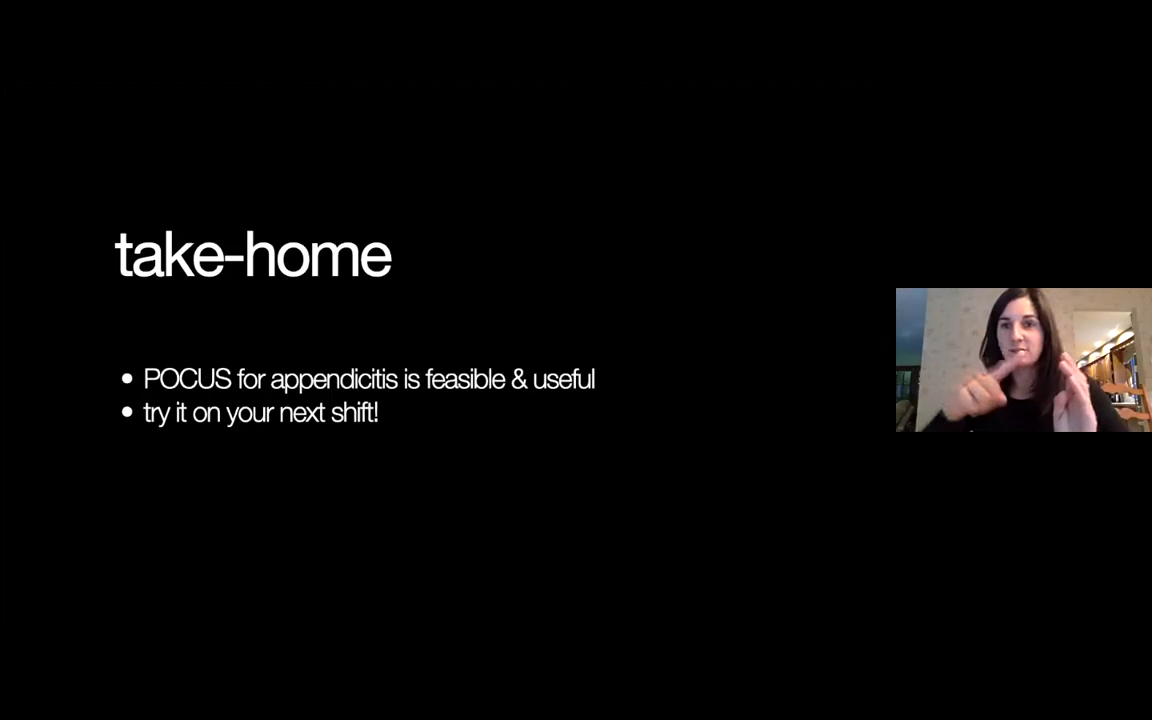 take-home
• POCUS for appendicitis is feasible & useful
• try it on your next shift!